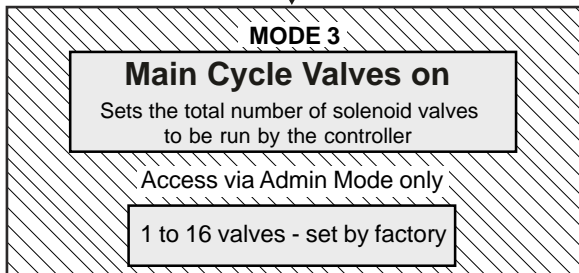 MODE 3
Main Cycle Valves on
Sets the total number of solenoid valves
to be run by the controller
Access via Admin Mode only
1 to 16 valves - set by factory